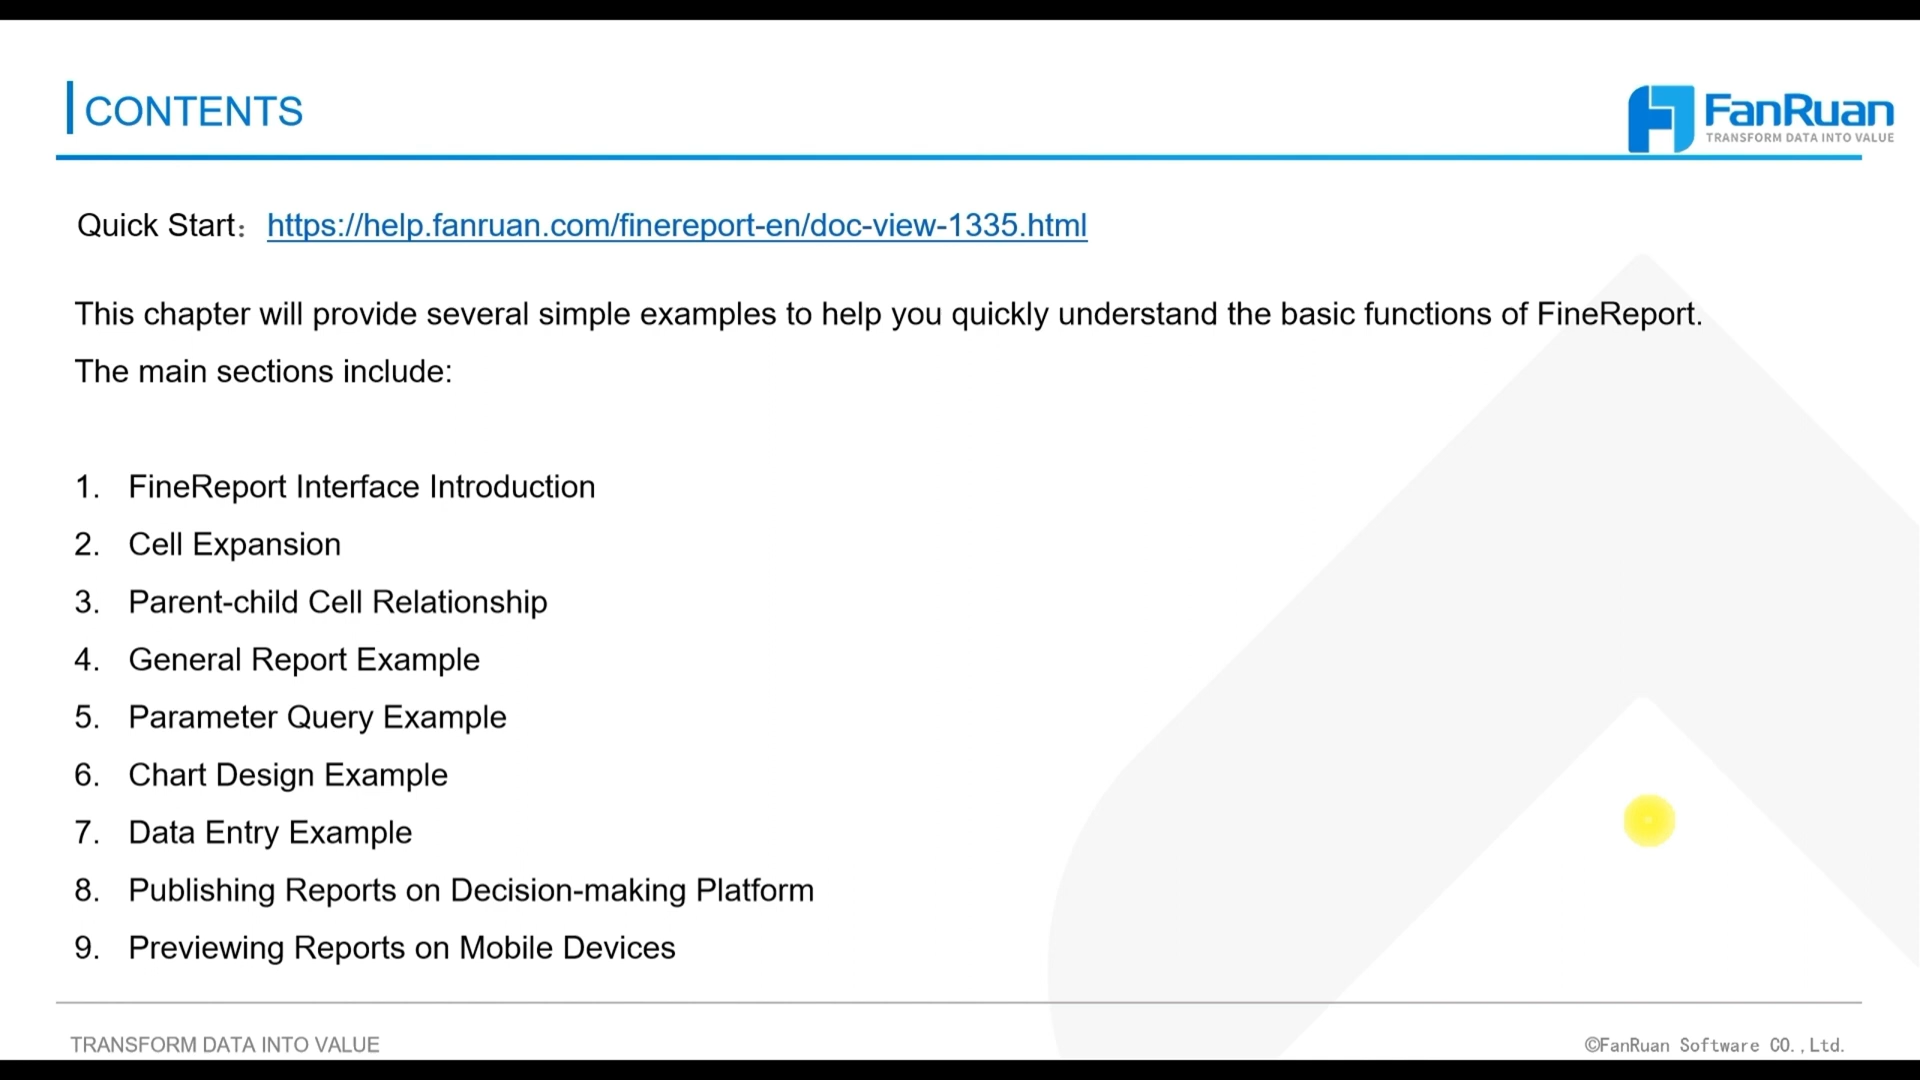 CONTENTS
FanRuan
TRANSFORM DATA INTO VALUE
Quick Start：https://help.fanruan.com/finereport-en/doc-view-1335.html
This chapter will provide several simple examples to help you quickly understand the basic functions of FineReport.
The main sections include:
1. FineReport Interface Introduction
2. Cell Expansion
3. Parent-child Cell Relationship
4. General Report Example
5. Parameter Query Example
6. Chart Design Example
7. Data Entry Example
8. Publishing Reports on Decision-making Platform
9. Previewing Reports on Mobile Devices
TRANSFORM DATA INTO VALUE
©FanRuan Software CO.,Ltd.